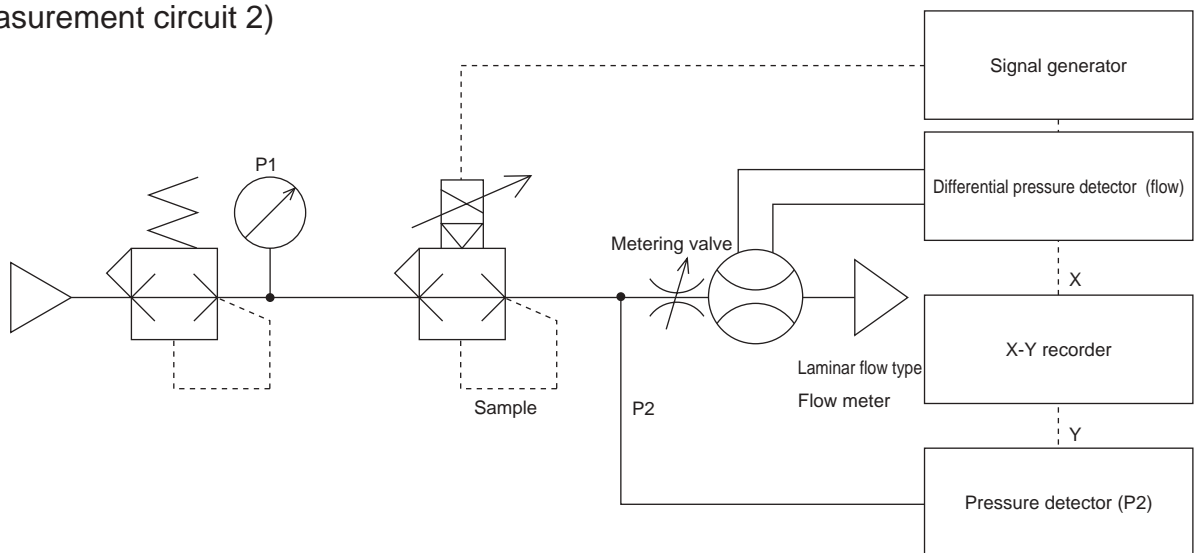 asurement circuit 2)
Signal generator
P1
Differential pressure detector (flow)
Metering valve
X
X-Y recorder
Laminar flow type
Flow meter
Sample
P2
Y
Pressure detector (P2)